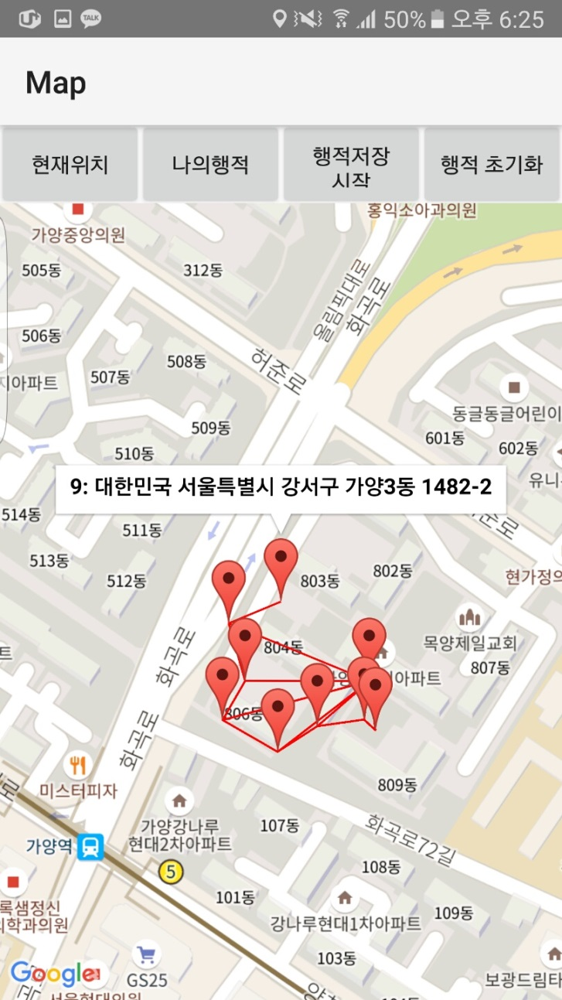 TALK 50% 오후 6:25
Map
현재위치
나의행적
행적저장
시작
행적 초기화
홍익소아과의원
가양중앙의원
505동
312동
올림픽대로
화곡로
506동
508동
허준로
507동
지아파트
동글동글어린이
509동
601동
602동
510동
유니
9: 대한민국 서울특별시 강서구 가양3동 1482-2
514동
511동
준로
513동
512동
803동
802동
현가정의
804동
목양제일교회
화곡로
807동
이아파트
806동
화곡로
809동
미스터피자
가양역
가양강나루
현대2차아파트
107동
화곡로72길
5
108동
101동
강나루현대1차아파트
109동
록샘정신
의학과의원
103동
Google
GS25
보광드림타
서울현대의원